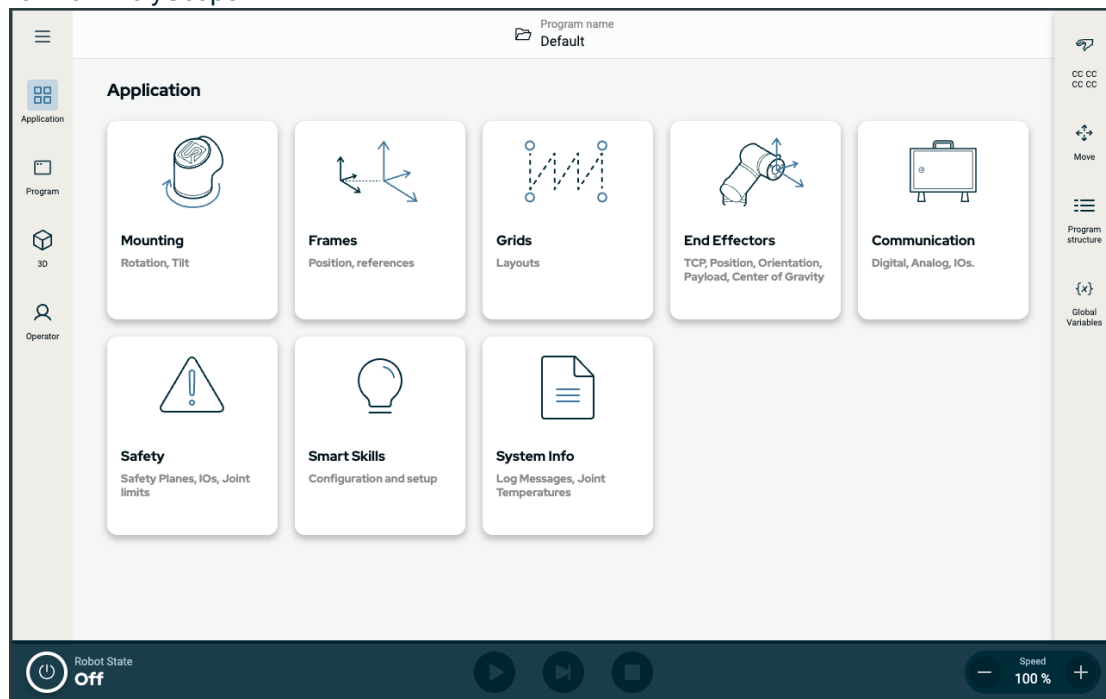 Program name
Default
Application
Application
Program
3D
Operator
Mounting
Rotation, Tilt
Frames
Position, references
Grids
Layouts
End Effectors
TCP, Position, Orientation,
Payload, Center of Gravity
Communication
Digital, Analog, IOs.
Safety
Safety Planes, IOs, Joint
limits
Smart Skills
Configuration and setup
System Info
Log Messages, Joint
Temperatures
CC CC
CC CC
Move
Program
structure
{x}
Global
Variables
Robot State
Off
Speed
100 %